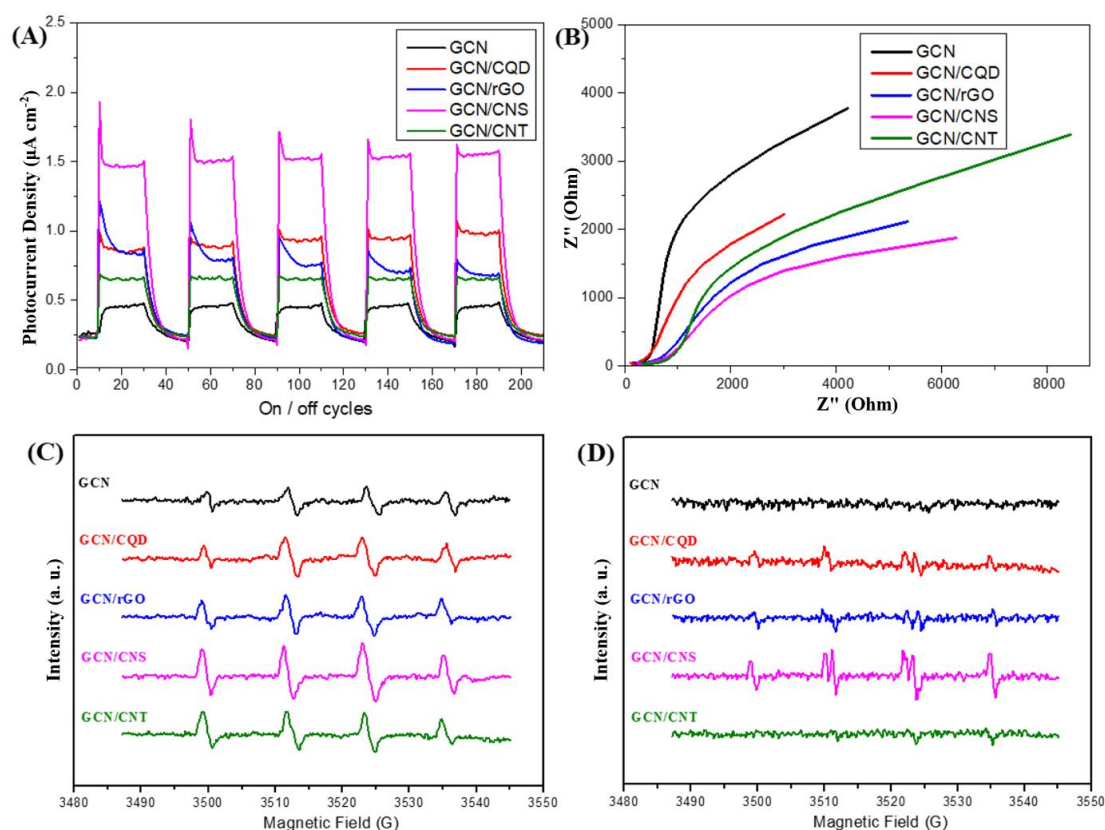 (A)
2.5
2.0
1.5
1.0
0.5
0.0
Photocurrent Density (µA cm⁻²)
GCN
GCN/CQD
GCN/rGO
GCN/CNS
GCN/CNT
0 20 40 60 80 100 120 140 160 180 200
On / off cycles
(B)
5000
4000
3000
2000
1000
0
Z" (Ohm)
GCN
GCN/CQD
GCN/rGO
GCN/CNS
GCN/CNT
0 2000 4000 6000 8000
Z" (Ohm)
(C)
Intensity (a. u.)
GCN
GCN/CQD
GCN/rGO
GCN/CNS
GCN/CNT
3480 3490 3500 3510 3520 3530 3540 3550
Magnetic Field (G)
(D)
Intensity (a. u.)
GCN
GCN/CQD
GCN/rGO
GCN/CNS
GCN/CNT
3480 3490 3500 3510 3520 3530 3540 3550
Magnetic Field (G)